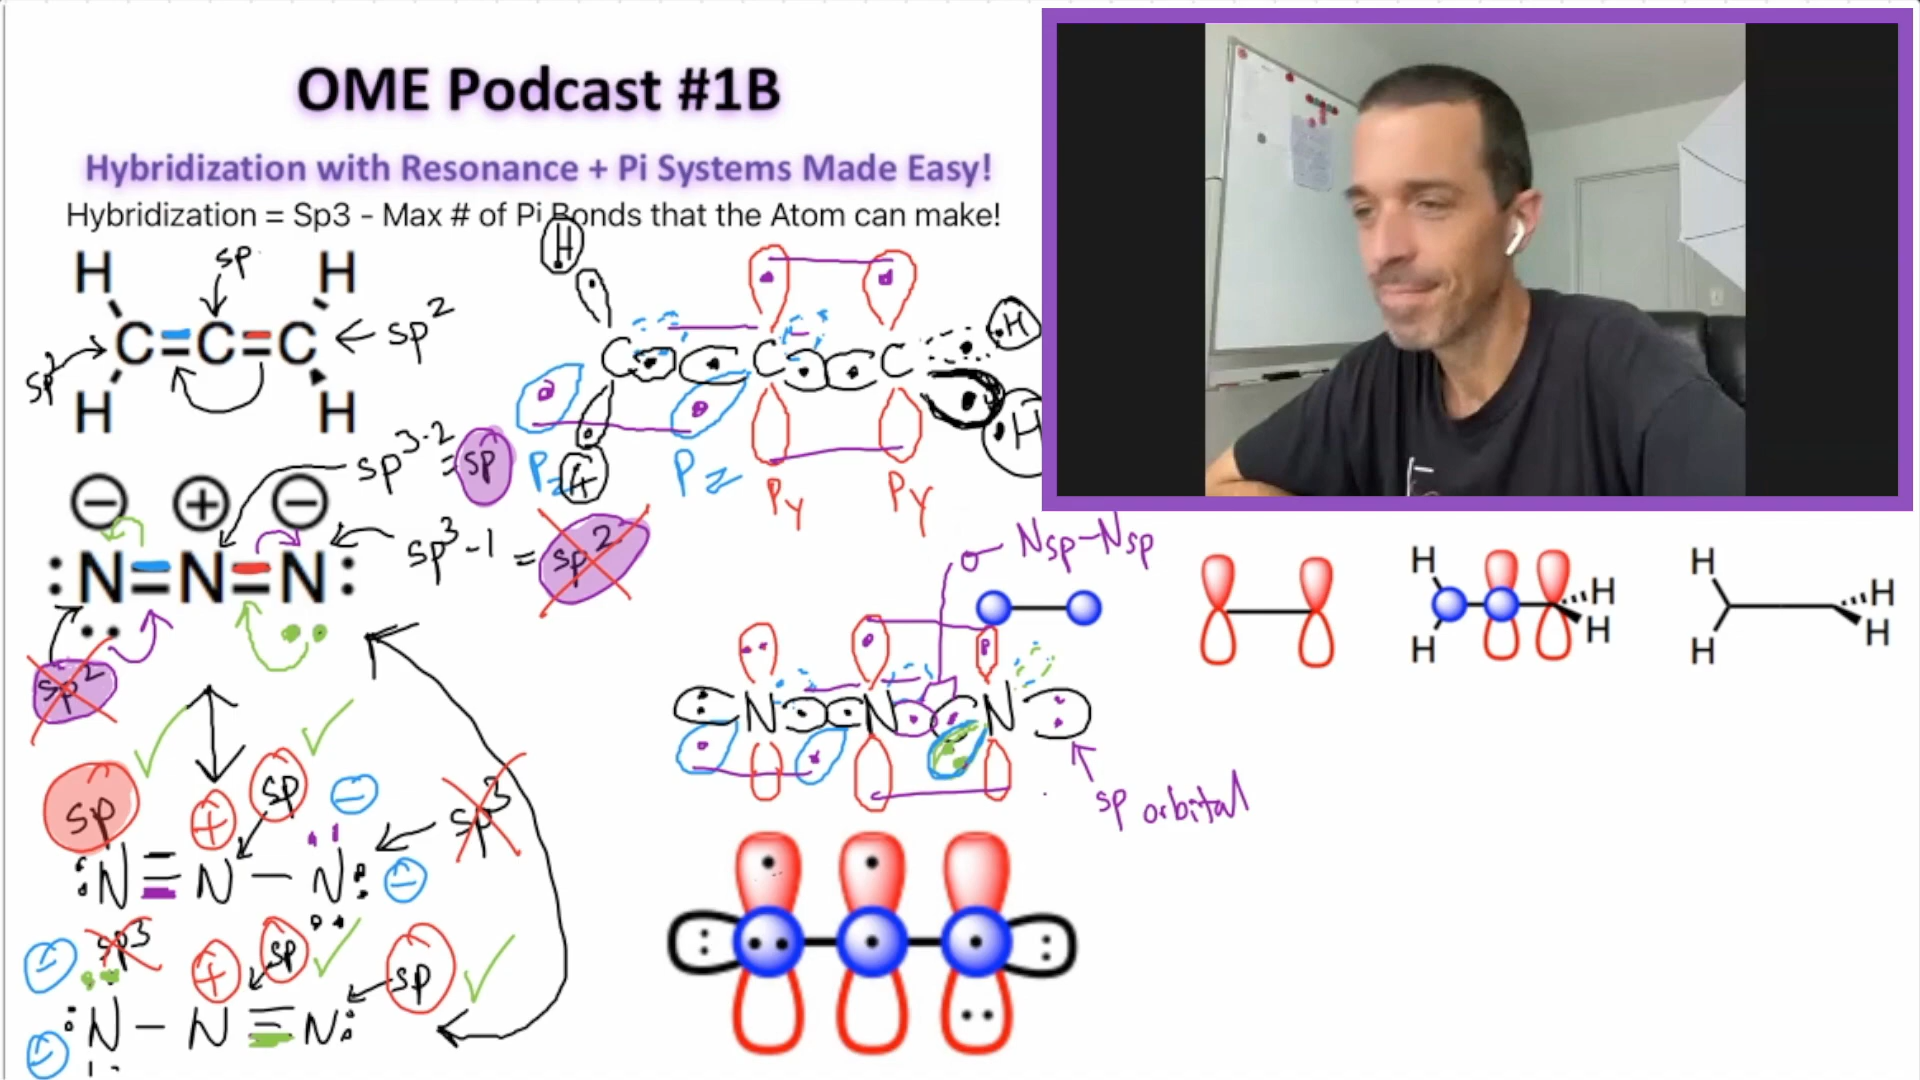 OME Podcast #1B
Hybridization with Resonance + Pi Systems Made Easy!
Hybridization = Sp3 - Max # of Pi Bonds that the Atom can make!
H
sp
H
H
C=C=C
sp²
sp²
H
H
C C C
H
H
H
Pz
Pz
Py
Py
sp³⁻² = sp
⊖ ⊕ ⊖
:N=N=N:
sp³-1 = sp²
sp²
σ Nsp-Nsp
H
H
H
H
H
H
H
H
N N N
sp orbital
sp
+
sp
−
sp³
:N≡N-N:
−
−
sp3
+
sp
sp
:N-N≡N:
−